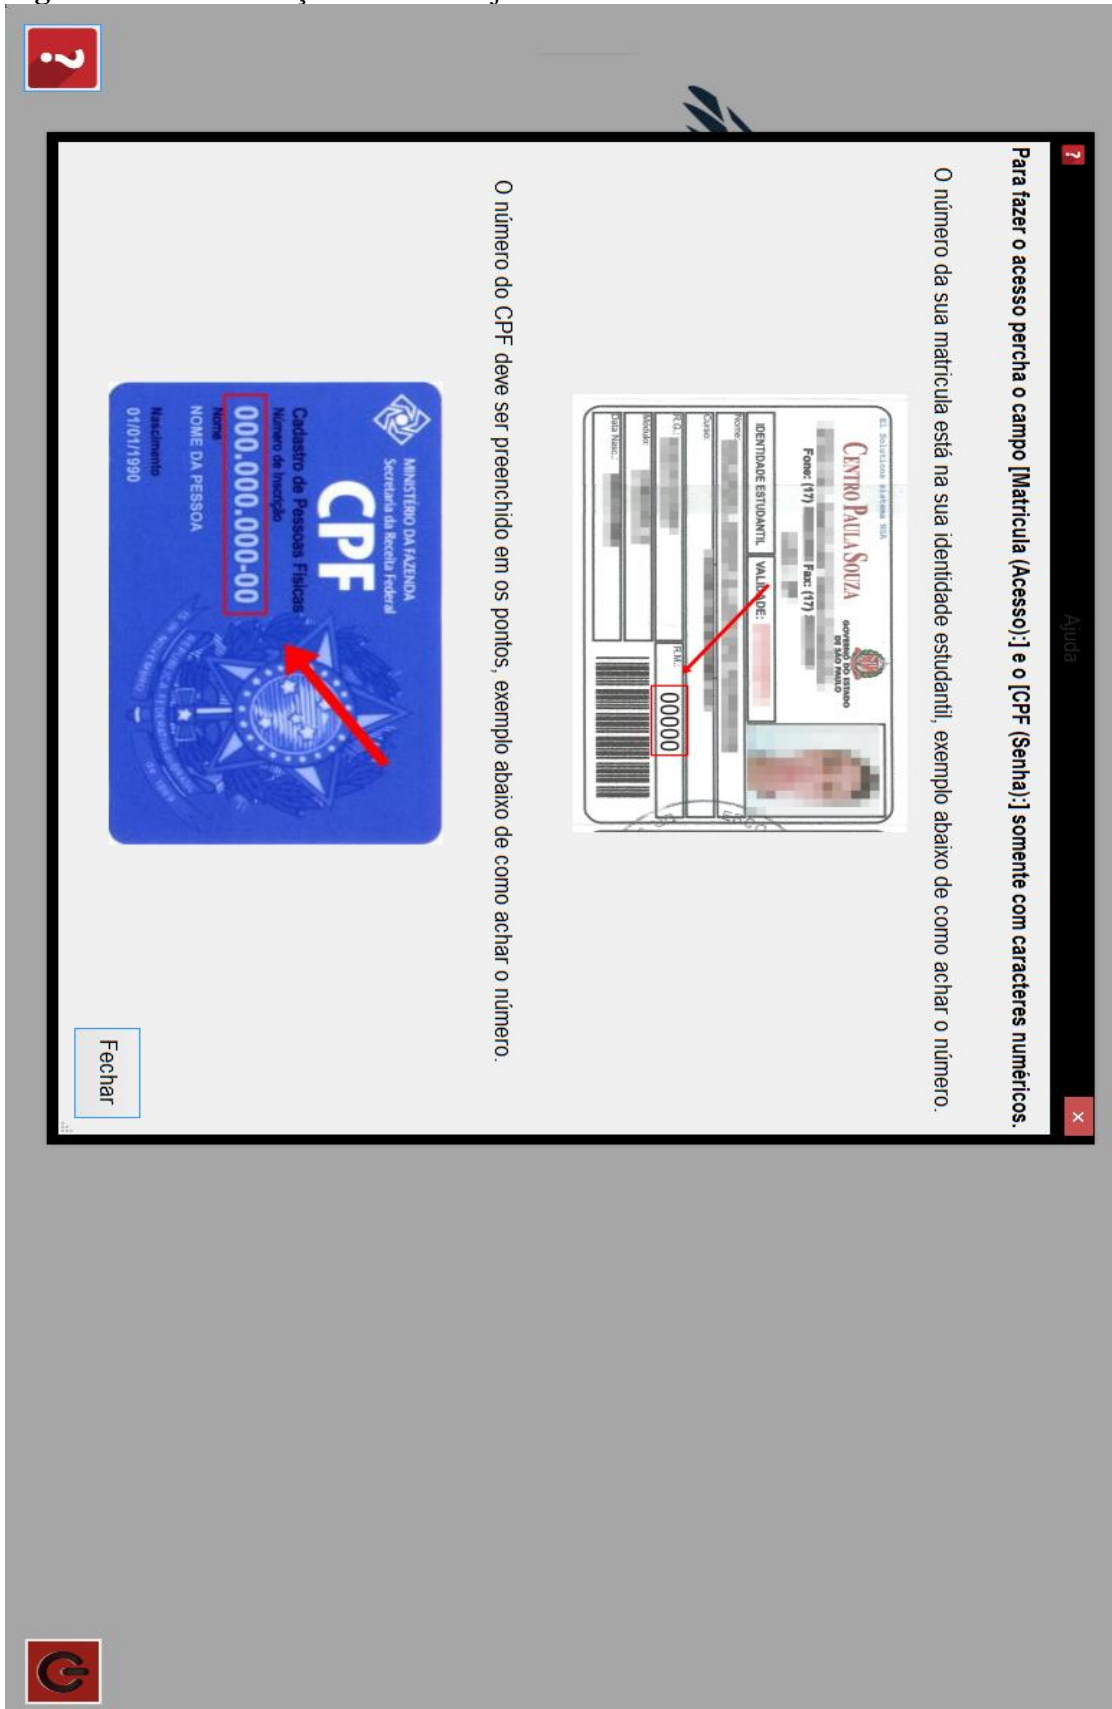 Ajuda
Para fazer o acesso percha o campo [Matricula (Acesso):] e o [CPF (Senha):] somente com caracteres numéricos.
O número da sua matricula está na sua identidade estudantil, exemplo abaixo de como achar o número.
El Solutions sistema NSA
CENTRO PAULA SOUZA
GOVERNO DO ESTADO
DE SÃO PAULO
Fone: (17) Fax: (17)
IDENTIDADE ESTUDANTIL VALIDADE:
Nome:
Curso:
R.G.: R.M.: 00000
Módulo:
Data Nasc.:
O número do CPF deve ser preenchido em os pontos, exemplo abaixo de como achar o número.
MINISTÉRIO DA FAZENDA
Secretaria da Receita Federal
CPF
Cadastro de Pessoas Físicas
Número de Inscrição
000.000.000-00
Nome
NOME DA PESSOA
Nascimento
01/01/1990
Fechar